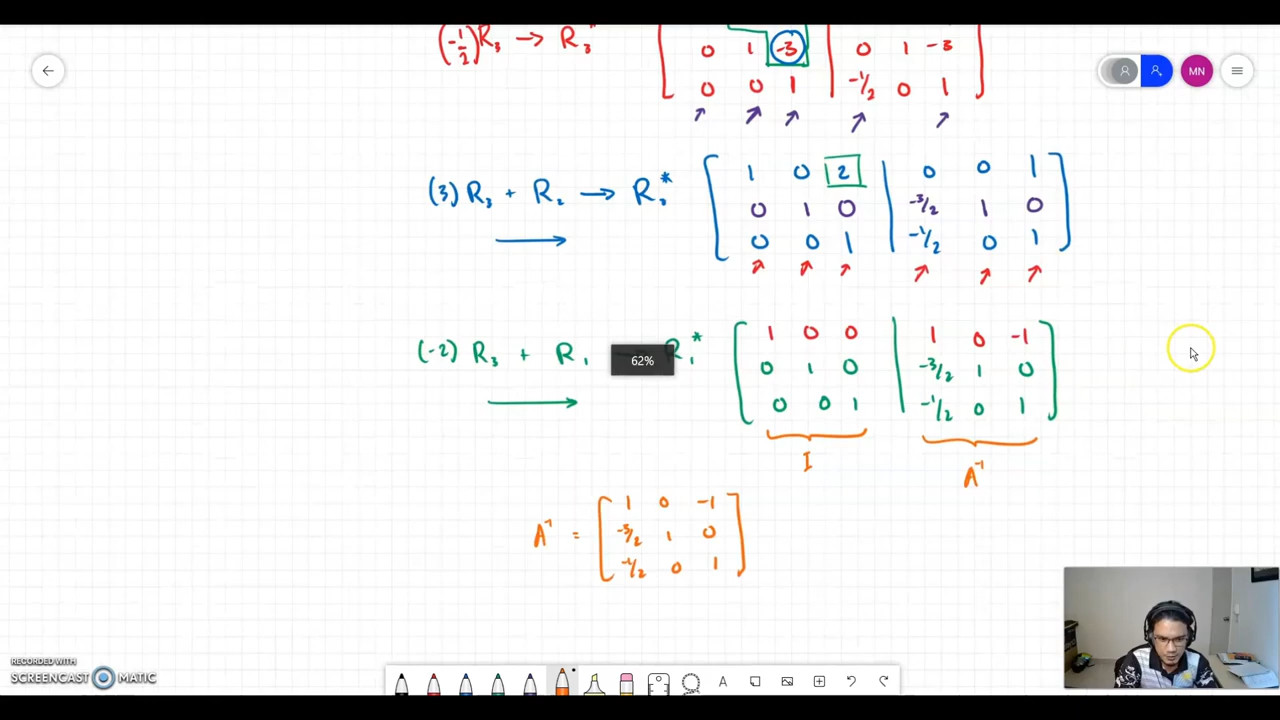 (-1/2)R₃ → R₃*
0 1 -3 | 0 1 -3
0 0 1 | -1/2 0 1
MN
(3) R₃ + R₂ → R₂*
1 0 2 | 0 0 1
0 1 0 | -3/2 1 0
0 0 1 | -1/2 0 1
(-2) R₃ + R₁ → R₁*
62%
1 0 0 | 1 0 -1
0 1 0 | -3/2 1 0
0 0 1 | -1/2 0 1
I
A⁻¹
A⁻¹ =
1 0 -1
-3/2 1 0
-1/2 0 1
RECORDED WITH
SCREENCAST MATIC
A